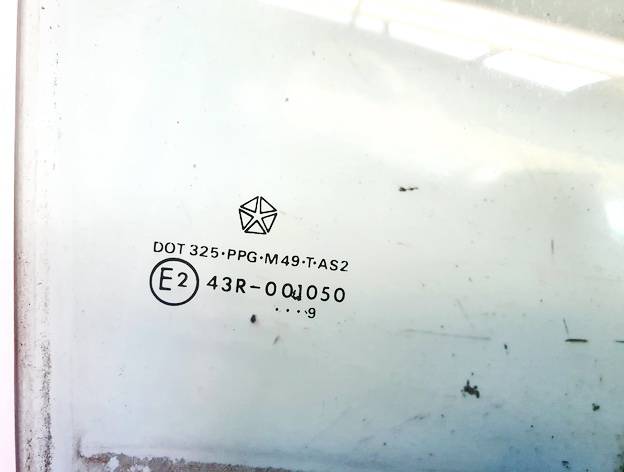 DOT 325·PPG·M49·T·AS2
E2 43R-001050
....9